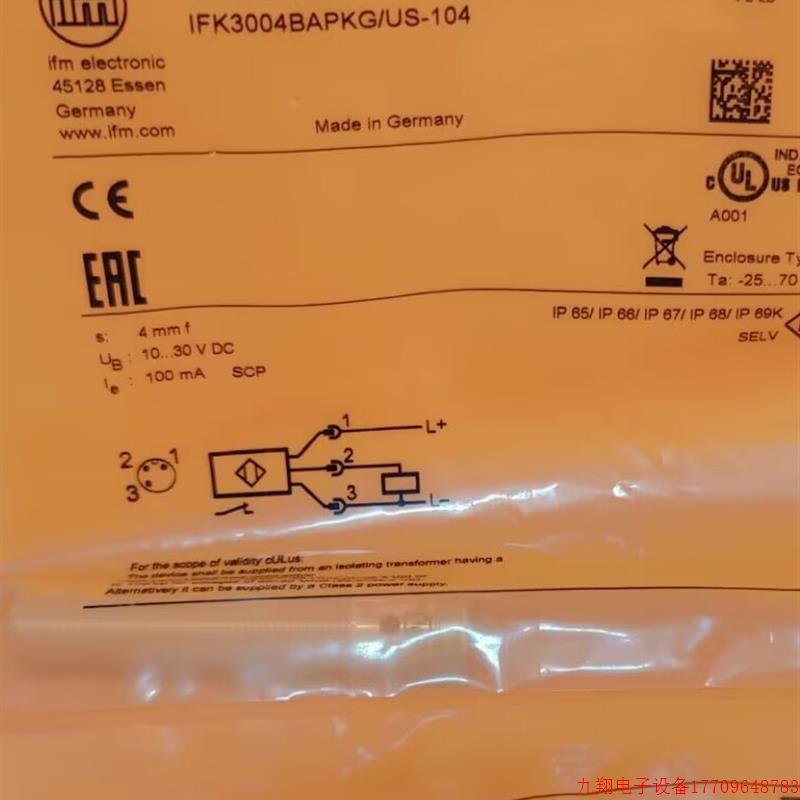 ifm
IFK3004BAPKG/US-104
ifm electronic
45128 Essen
Germany
www.ifm.com
Made in Germany
CE
EAC
C UL US
IND
A001
Enclosure Ty
Ta: -25...70
IP 65/ IP 66/ IP 67/ IP 68/ IP 69K
SELV
s: 4 mm f
UB: 10...30 V DC
Ie: 100 mA SCP
1 L+
2 1
2
3
3 L-
For the scope of validity cULus:
The device shall be supplied from an isolating transformer having a
Alternatively it can be supplied by a Class 2 power supply.
九翔电子设备17709648783